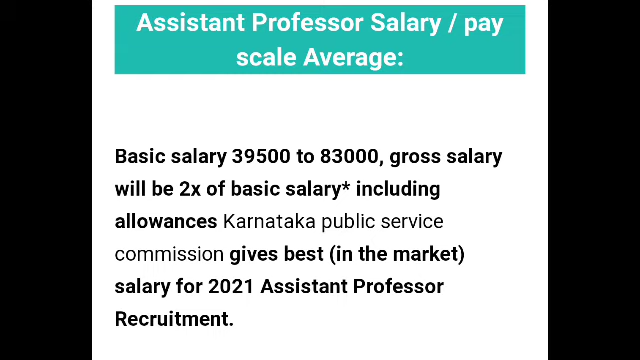 Assistant Professor Salary / pay
scale Average:
Basic salary 39500 to 83000, gross salary
will be 2x of basic salary* including
allowances Karnataka public service
commission gives best (in the market)
salary for 2021 Assistant Professor
Recruitment.